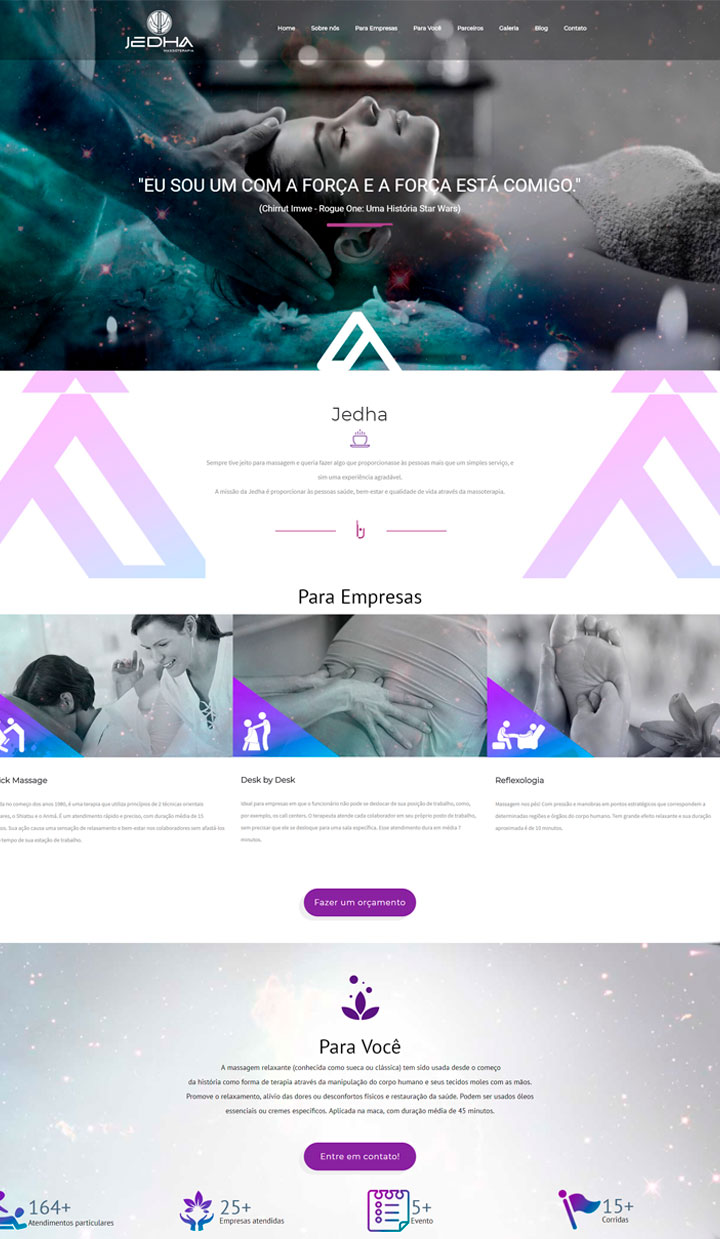 JEDHA
MASSOTERAPIA
Home
Sobre nós
Para Empresas
Para Você
Parceiros
Galeria
Blog
Contato
"EU SOU UM COM A FORÇA E A FORÇA ESTÁ COMIGO."
(Chirrut Imwe - Rogue One: Uma História Star Wars)
Jedha
Sempre tive jeito para massagem e queria fazer algo que proporcionasse às pessoas mais que um simples serviço, e
sim uma experiência agradável.
A missão da Jedha é proporcionar às pessoas saúde, bem-estar e qualidade de vida através da massoterapia.
Para Empresas
ick Massage
da no começo dos anos 1980, é uma terapia que utiliza princípios de 2 técnicas orientais
ares, o Shiatsu e o Anmá. É um atendimento rápido e preciso, com duração média de 15
os. Sua ação causa uma sensação de relaxamento e bem-estar nos colaboradores sem afastá-los
tempo de sua estação de trabalho.
Desk by Desk
Ideal para empresas em que o funcionário não pode se deslocar de sua posição de trabalho, como,
por exemplo, os call centers. O terapeuta atende cada colaborador em seu próprio posto de trabalho,
sem precisar que ele se desloque para uma sala específica. Esse atendimento dura em média 7
minutos.
Reflexologia
Massagem nos pés! Com pressão e manobras em pontos estratégicos que correspondem a
determinadas regiões e órgãos do corpo humano. Tem grande efeito relaxante e sua duração
aproximada é de 10 minutos.
Fazer um orçamento
Para Você
A massagem relaxante (conhecida como sueca ou clássica) tem sido usada desde o começo
da história como forma de terapia através da manipulação do corpo humano e seus tecidos moles com as mãos.
Promove o relaxamento, alívio das dores ou desconfortos físicos e restauração da saúde. Podem ser usados óleos
essenciais ou cremes específicos. Aplicada na maca, com duração média de 45 minutos.
Entre em contato!
164+
Atendimentos particulares
25+
Empresas atendidas
5+
Evento
15+
Corridas